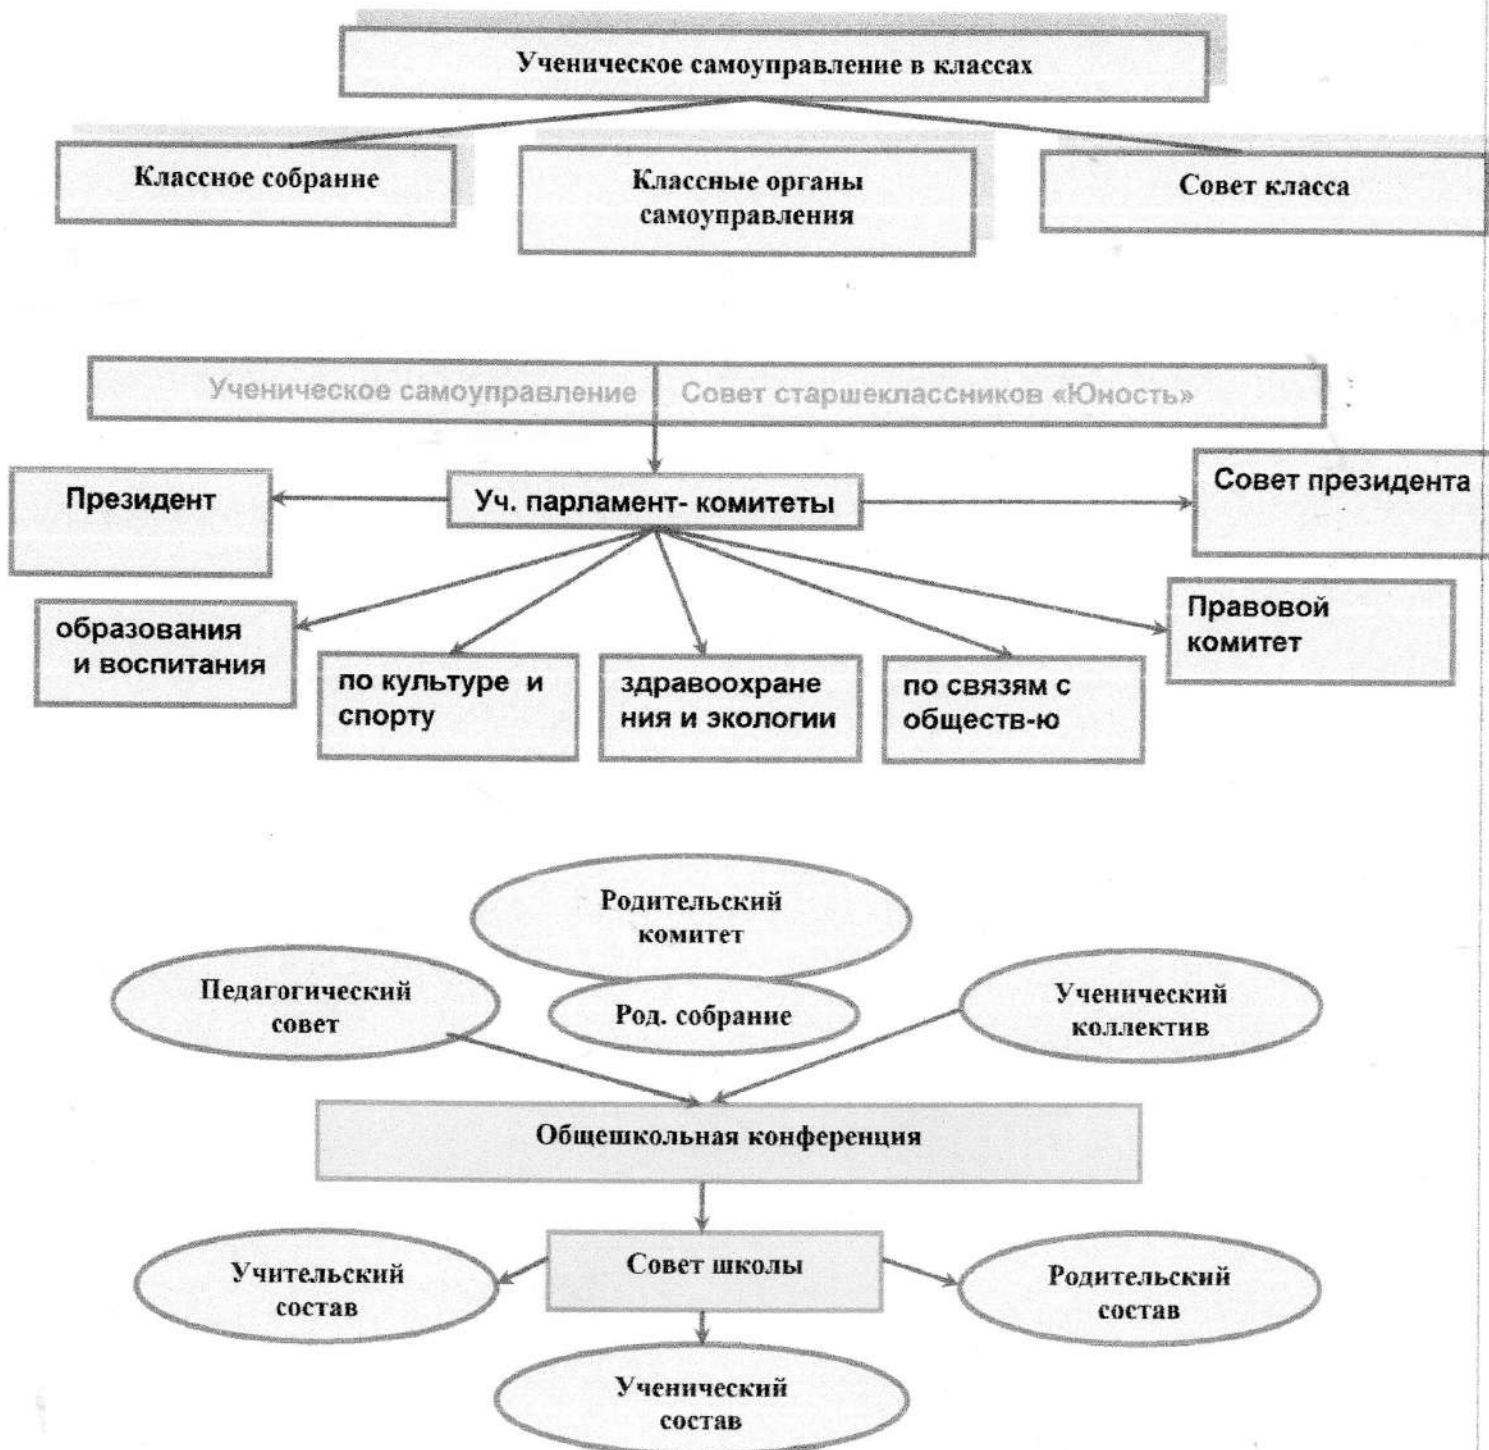 Ученическое самоуправление в классах
Классное собрание
Классные органы
самоуправления
Совет класса
Ученическое самоуправление
Совет старшеклассников «Юность»
Президент
Уч. парламент- комитеты
Совет президента
образования
и воспитания
по культуре и
спорту
здравоохране
ния и экологии
по связям с
обществ-ю
Правовой
комитет
Родительский
комитет
Педагогический
совет
Род. собрание
Ученический
коллектив
Общешкольная конференция
Учительский
состав
Совет школы
Родительский
состав
Ученический
состав